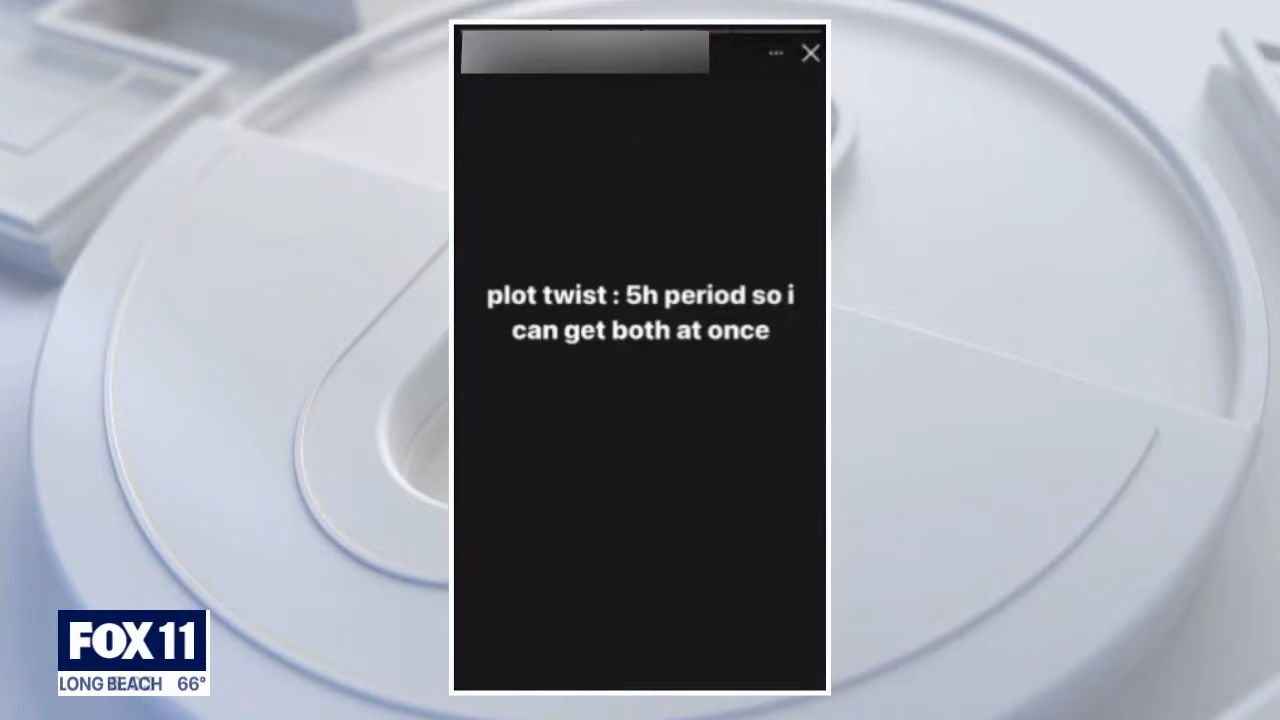 plot twist : 5h period so i
can get both at once
FOX 11
LONG BEACH 66°